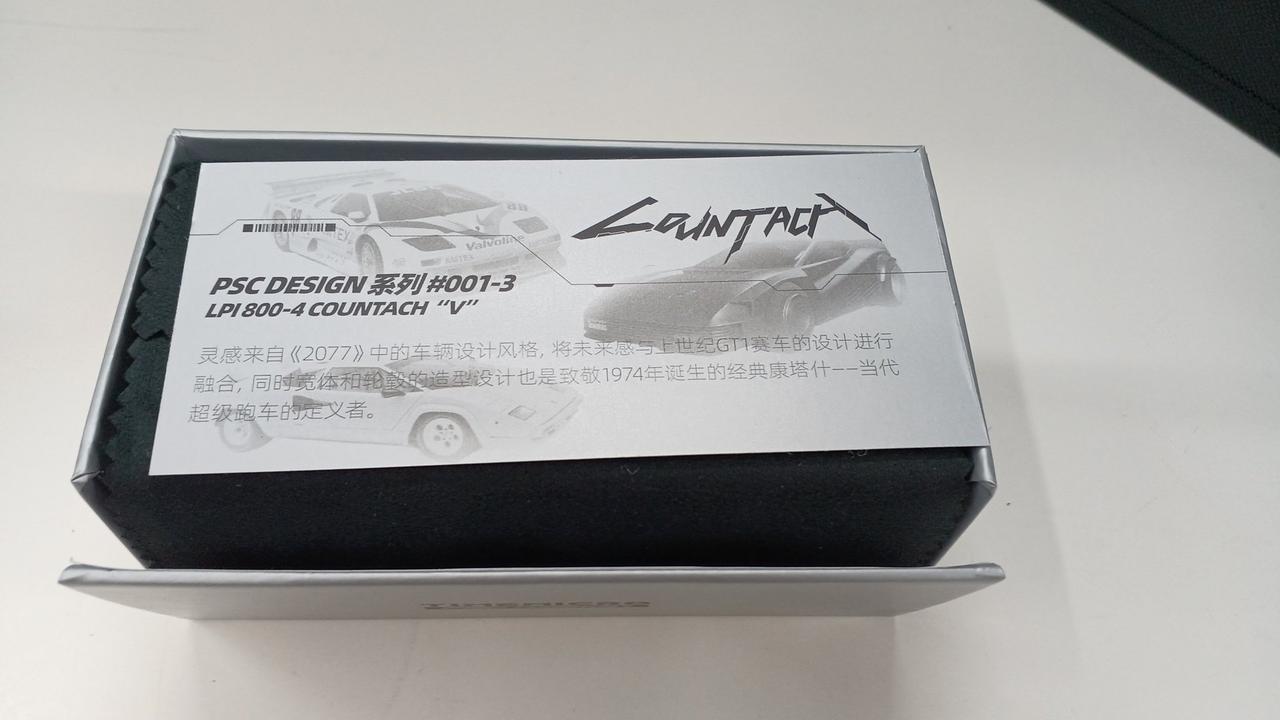 COUNTACH
88
Valvoline
PSC DESIGN 系列 #001-3
LPI 800-4 COUNTACH “V”
灵感来自《2077》中的车辆设计风格, 将未来感与上世纪GT1赛车的设计进行
融合, 同时宽体和轮毂的造型设计也是致敬1974年诞生的经典康塔什——当代
超级跑车的定义者。
TIMEMICRO